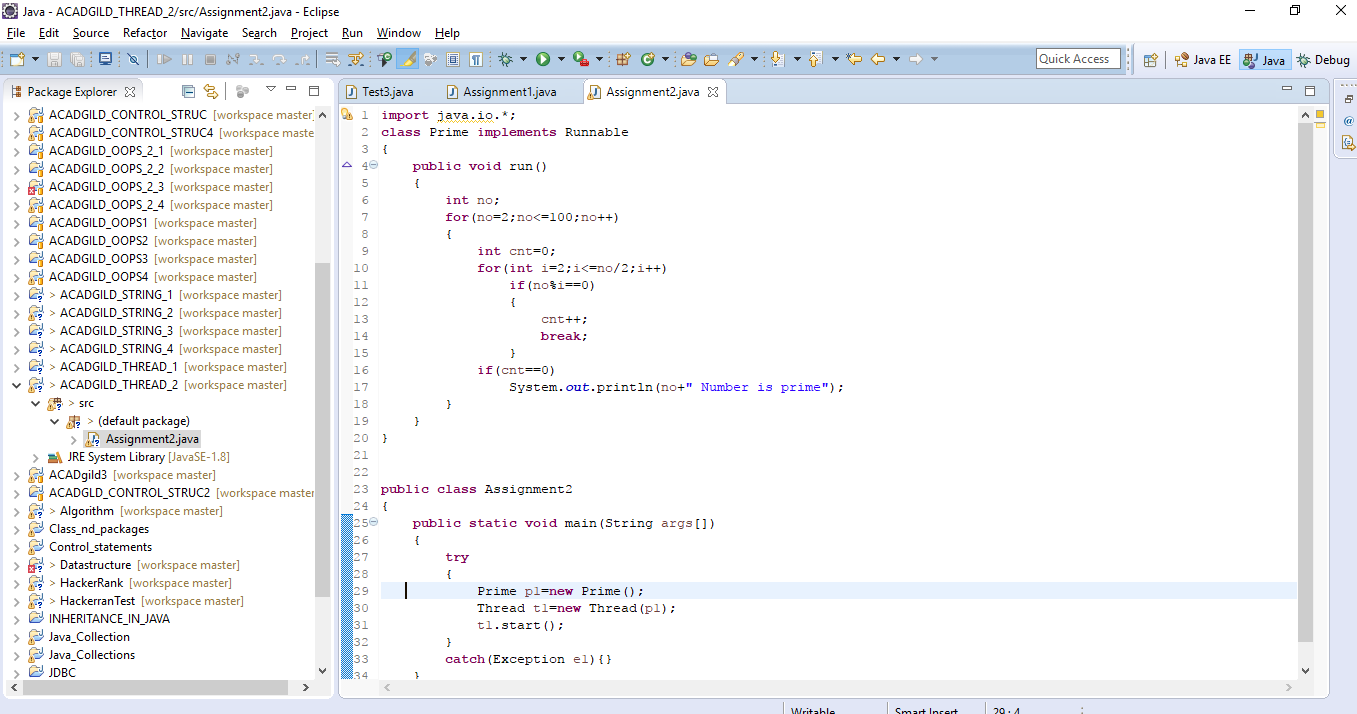 Java - ACADGILD_THREAD_2/src/Assignment2.java - Eclipse
File Edit Source Refactor Navigate Search Project Run Window Help
Quick Access Java EE Java Debug
Package Explorer
ACADGILD_CONTROL_STRUC [workspace master]
ACADGILD_CONTROL_STRUC4 [workspace maste
ACADGILD_OOPS_2_1 [workspace master]
ACADGILD_OOPS_2_2 [workspace master]
ACADGILD_OOPS_2_3 [workspace master]
ACADGILD_OOPS_2_4 [workspace master]
ACADGILD_OOPS1 [workspace master]
ACADGILD_OOPS2 [workspace master]
ACADGILD_OOPS3 [workspace master]
ACADGILD_OOPS4 [workspace master]
> ACADGILD_STRING_1 [workspace master]
> ACADGILD_STRING_2 [workspace master]
> ACADGILD_STRING_3 [workspace master]
> ACADGILD_STRING_4 [workspace master]
> ACADGILD_THREAD_1 [workspace master]
> ACADGILD_THREAD_2 [workspace master]
> src
> (default package)
Assignment2.java
JRE System Library [JavaSE-1.8]
ACADgild3 [workspace master]
ACADGLD_CONTROL_STRUC2 [workspace master
> Algorithm [workspace master]
Class_nd_packages
Control_statements
> Datastructure [workspace master]
> HackerRank [workspace master]
> HackerranTest [workspace master]
INHERITANCE_IN_JAVA
Java_Collection
Java_Collections
JDBC
Test3.java Assignment1.java Assignment2.java
1 import java.io.*;
2 class Prime implements Runnable
3 {
4 public void run()
5 {
6 int no;
7 for(no=2;no<=100;no++)
8 {
9 int cnt=0;
10 for(int i=2;i<=no/2;i++)
11 if(no%i==0)
12 {
13 cnt++;
14 break;
15 }
16 if(cnt==0)
17 System.out.println(no+" Number is prime");
18 }
19 }
20 }
21
22
23 public class Assignment2
24 {
25 public static void main(String args[])
26 {
27 try
28 {
29 Prime p1=new Prime();
30 Thread t1=new Thread(p1);
31 t1.start();
32 }
33 catch(Exception e1){}
34 }
Writable Smart Insert 29 : 4